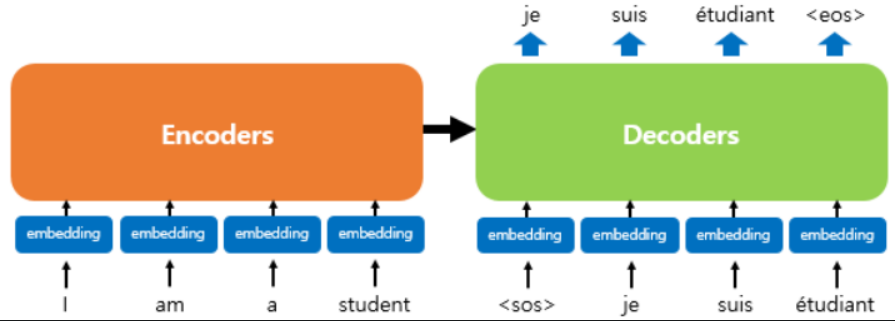 je suis étudiant <eos>
Encoders Decoders
embedding embedding embedding embedding embedding embedding embedding embedding
I am a student <sos> je suis étudiant